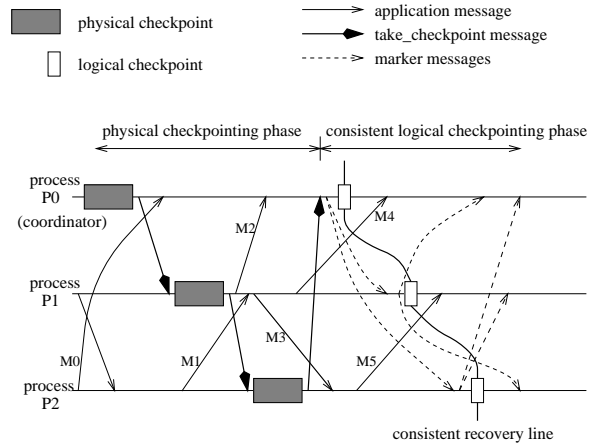 physical checkpoint
logical checkpoint
application message
take_checkpoint message
marker messages
physical checkpointing phase
consistent logical checkpointing phase
process
P0
(coordinator)
M2
M4
process
P1
M0
M1
M3
M5
process
P2
consistent recovery line